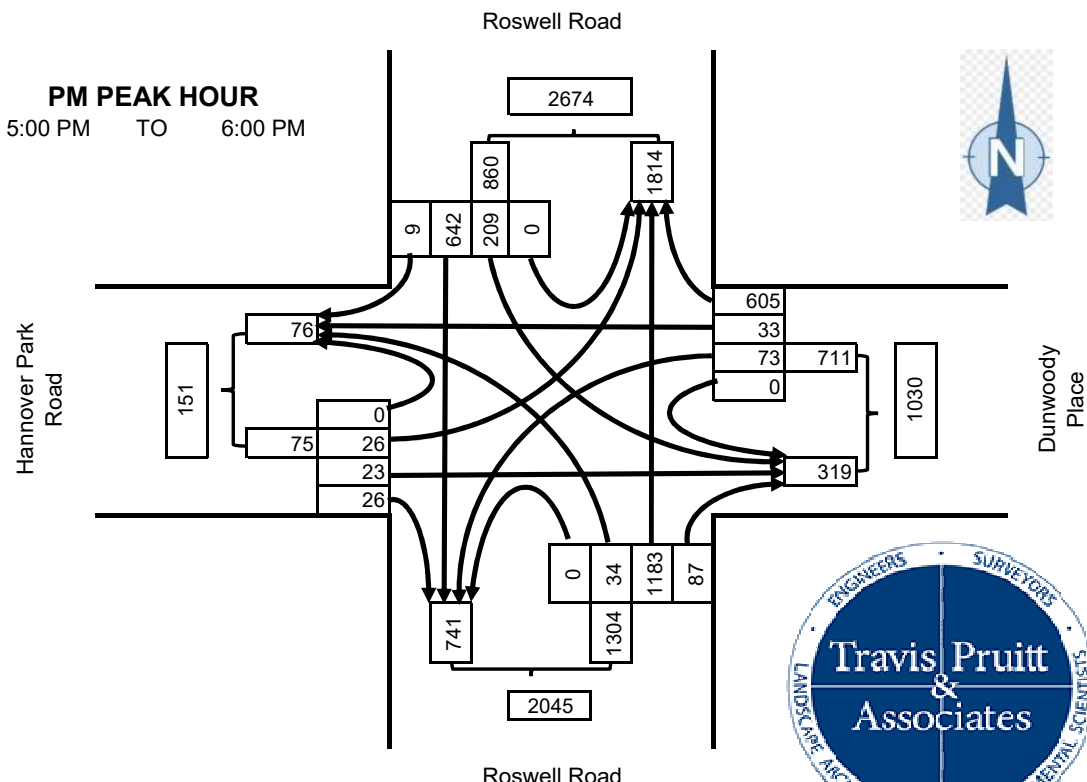 Roswell Road
PM PEAK HOUR
5:00 PM TO 6:00 PM
2674
860
1814
9
642
209
0
N
605
33
73
711
0
1030
319
Dunwoody
Place
76
151
0
75
26
23
26
Hannover Park
Road
0
34
1183
87
741
1304
2045
ENGINEERS · SURVEYORS
Travis Pruitt
&
Associates
Roswell Road